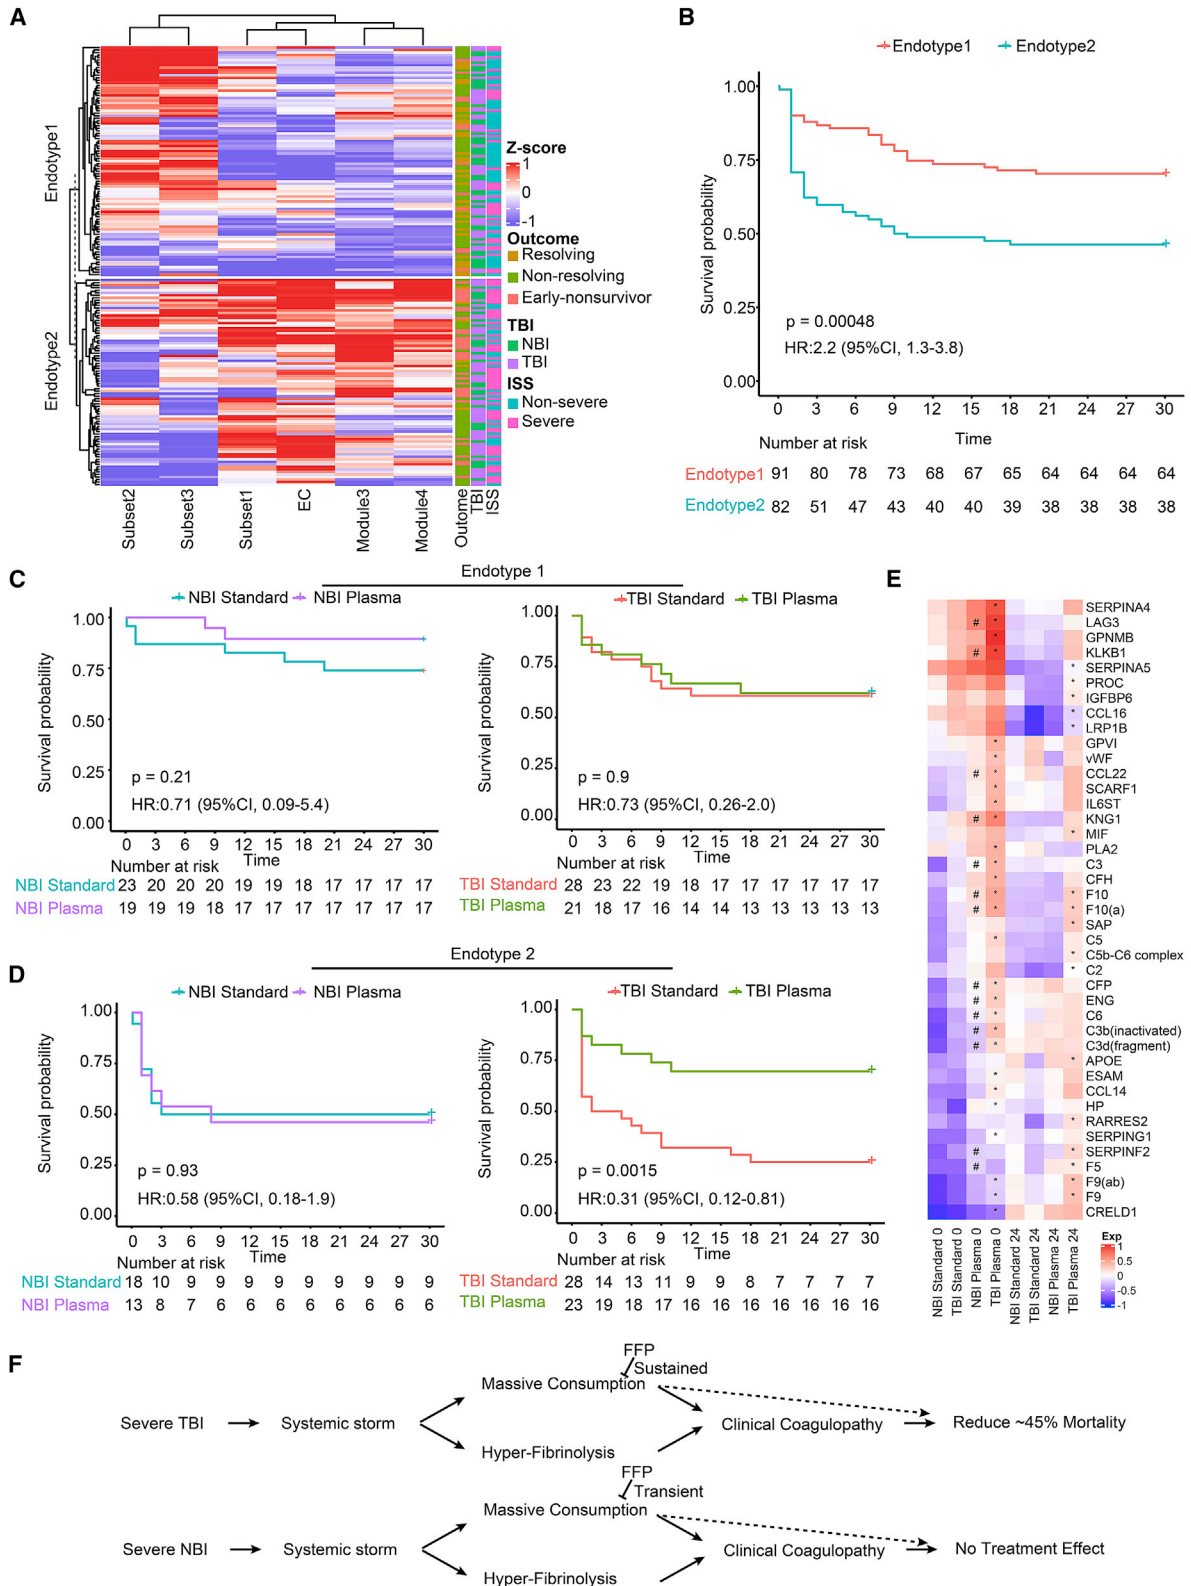 A
Endotype1
Endotype2
Subset2
Subset3
Subset1
EC
Module3
Module4
Outcome
TBI
ISS
Z-score
1
0
-1
Outcome
Resolving
Non-resolving
Early-nonsurvivor
TBI
NBI
TBI
ISS
Non-severe
Severe
B
Endotype1 Endotype2
Survival probability
1.00
0.75
0.50
0.25
0.00
p = 0.00048
HR:2.2 (95%CI, 1.3-3.8)
0 3 6 9 12 15 18 21 24 27 30
Number at risk Time
Endotype1 91 80 78 73 68 67 65 64 64 64 64
Endotype2 82 51 47 43 40 40 39 38 38 38 38
C
Endotype 1
NBI Standard NBI Plasma
Survival probability
1.00
0.75
0.50
0.25
0.00
p = 0.21
HR:0.71 (95%CI, 0.09-5.4)
0 3 6 9 12 15 18 21 24 27 30
Number at risk Time
NBI Standard 23 20 20 20 19 19 18 17 17 17 17
NBI Plasma 19 19 19 18 17 17 17 17 17 17 17
TBI Standard TBI Plasma
Survival probability
1.00
0.75
0.50
0.25
0.00
p = 0.9
HR:0.73 (95%CI, 0.26-2.0)
0 3 6 9 12 15 18 21 24 27 30
Number at risk Time
TBI Standard 28 23 22 19 18 17 17 17 17 17 17
TBI Plasma 21 18 17 16 14 14 13 13 13 13 13
D
Endotype 2
NBI Standard NBI Plasma
Survival probability
1.00
0.75
0.50
0.25
0.00
p = 0.93
HR:0.58 (95%CI, 0.18-1.9)
0 3 6 9 12 15 18 21 24 27 30
Number at risk Time
NBI Standard 18 10 9 9 9 9 9 9 9 9 9
NBI Plasma 13 8 7 6 6 6 6 6 6 6 6
TBI Standard TBI Plasma
Survival probability
1.00
0.75
0.50
0.25
0.00
p = 0.0015
HR:0.31 (95%CI, 0.12-0.81)
0 3 6 9 12 15 18 21 24 27 30
Number at risk Time
TBI Standard 28 14 13 11 9 9 8 7 7 7 7
TBI Plasma 23 19 18 17 16 16 16 16 16 16 16
E
* SERPINA4
# * LAG3
* GPNMB
# * KLKB1
* SERPINA5
* PROC
* IGFBP6
* CCL16
* LRP1B
* GPVI
* vWF
# * CCL22
* SCARF1
* IL6ST
# * KNG1
* MIF
* PLA2
# * C3
* CFH
# * * F10
# * * F10(a)
* SAP
* C5
* C5b-C6 complex
* C2
# * CFP
# * ENG
# * C6
# * C3b(inactivated)
# * C3d(fragment)
* APOE
* ESAM
* CCL14
* HP
* RARRES2
* SERPING1
# * SERPINF2
# * F5
* * F9(ab)
* * F9
* CRELD1
NBI Standard 0
TBI Standard 0
NBI Plasma 0
TBI Plasma 0
NBI Standard 24
TBI Standard 24
NBI Plasma 24
TBI Plasma 24
Exp
1
0.5
0
-0.5
-1
F
FFP
Sustained
Massive Consumption
Severe TBI Systemic storm Clinical Coagulopathy Reduce ~45% Mortality
Hyper-Fibrinolysis
FFP
Transient
Massive Consumption
Severe NBI Systemic storm Clinical Coagulopathy No Treatment Effect
Hyper-Fibrinolysis